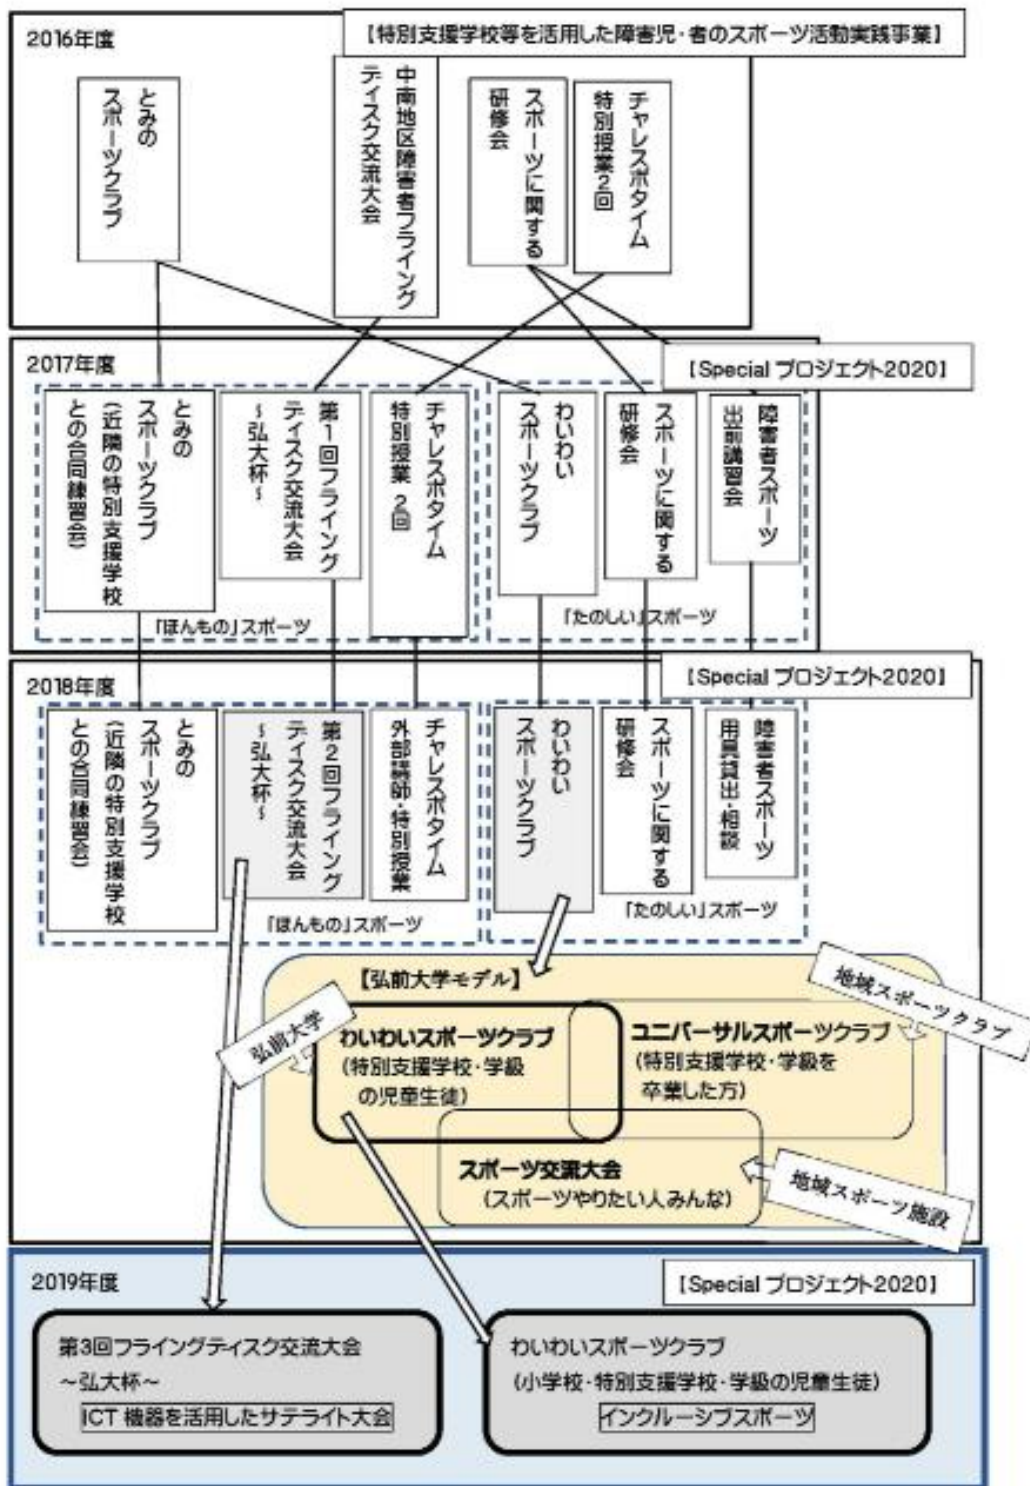 2016年度
【特別支援学校等を活用した障害児・者のスポーツ活動実践事業】
とみの
スポーツクラブ
中南地区障害者フライング
ディスク交流大会
スポーツに関する
研修会
チャレスポタイム
特別授業2回
2017年度
【Special プロジェクト2020】
とみの
スポーツクラブ
（近隣の特別支援学校
との合同練習会）
第1回フライング
ディスク交流大会
～弘大杯～
チャレスポタイム
特別授業 2回
「ほんもの」スポーツ
わいわい
スポーツクラブ
スポーツに関する
研修会
障害者スポーツ
出前講習会
「たのしい」スポーツ
2018年度
【Special プロジェクト2020】
とみの
スポーツクラブ
（近隣の特別支援学校
との合同練習会）
第2回フライング
ディスク交流大会
～弘大杯～
チャレスポタイム
外部講師・特別授業
「ほんもの」スポーツ
わいわい
スポーツクラブ
スポーツに関する
研修会
障害者スポーツ
用具貸出・相談
「たのしい」スポーツ
【弘前大学モデル】
弘前大学
地域スポーツクラブ
わいわいスポーツクラブ
(特別支援学校・学級
の児童生徒)
ユニバーサルスポーツクラブ
(特別支援学校・学級を
卒業した方)
スポーツ交流大会
(スポーツやりたい人みんな)
地域スポーツ施設
2019年度
【Special プロジェクト2020】
第3回フライングディスク交流大会
～弘大杯～
ICT 機器を活用したサテライト大会
わいわいスポーツクラブ
(小学校・特別支援学校・学級の児童生徒)
インクルーシブスポーツ